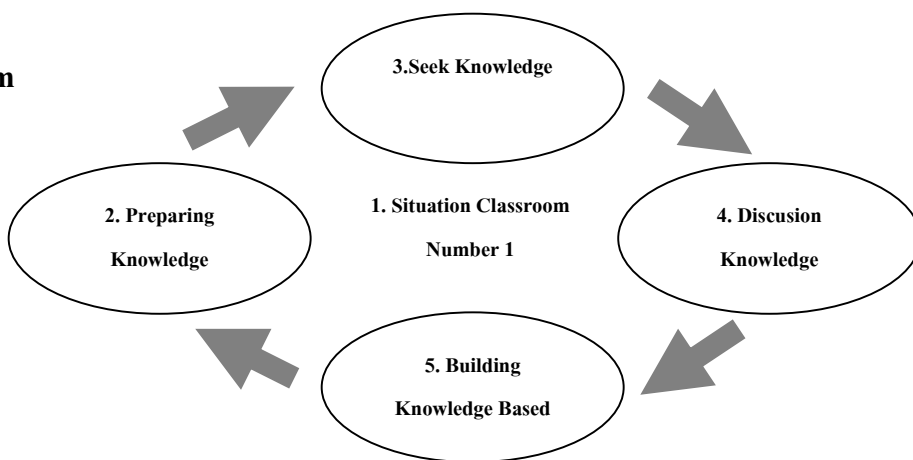 m
3.Seek Knowledge
2. Preparing
Knowledge
1. Situation Classroom
Number 1
4. Discusion
Knowledge
5. Building
Knowledge Based